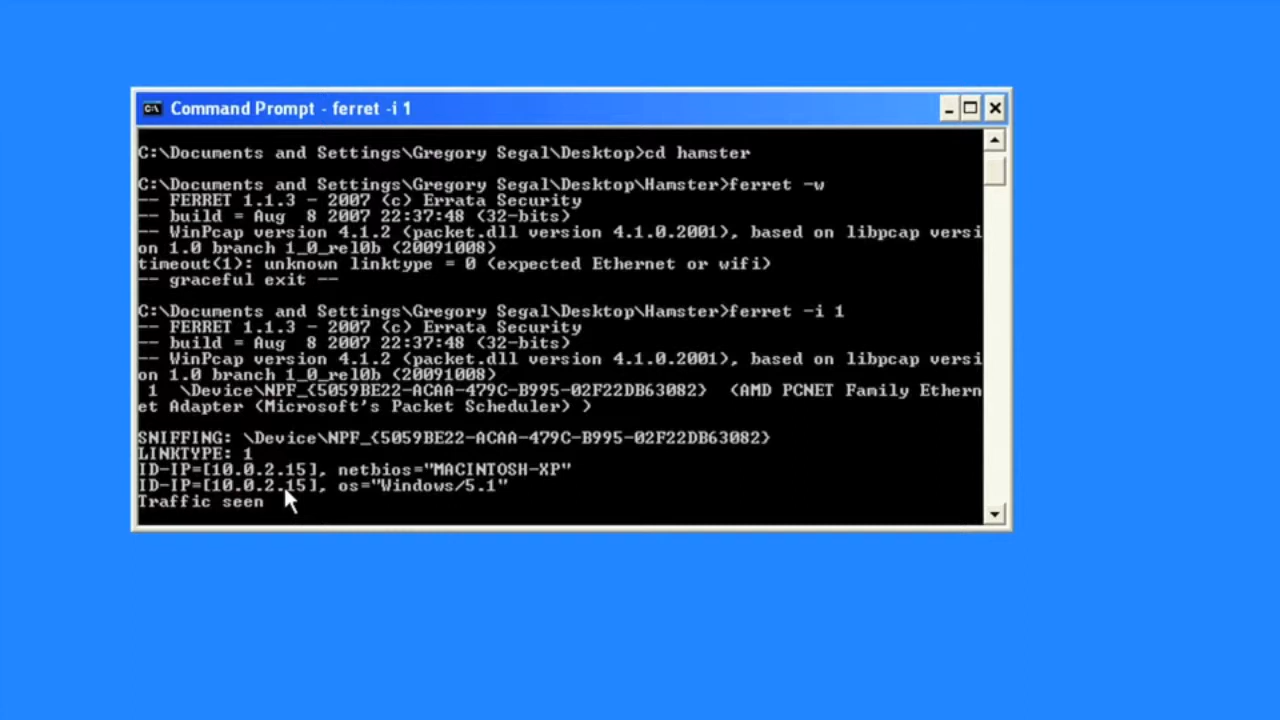 Command Prompt - ferret -i 1
C:\Documents and Settings\Gregory Segal\Desktop>cd hamster
C:\Documents and Settings\Gregory Segal\Desktop\Hamster>ferret -w
-- FERRET 1.1.3 - 2007 (c) Errata Security
-- build = Aug  8 2007 22:37:48 (32-bits)
-- WinPcap version 4.1.2 (packet.dll version 4.1.0.2001), based on libpcap versi
on 1.0 branch 1_0_rel0b (20091008)
timeout(1): unknown linktype = 0 (expected Ethernet or wifi)
-- graceful exit --
C:\Documents and Settings\Gregory Segal\Desktop\Hamster>ferret -i 1
-- FERRET 1.1.3 - 2007 (c) Errata Security
-- build = Aug  8 2007 22:37:48 (32-bits)
-- WinPcap version 4.1.2 (packet.dll version 4.1.0.2001), based on libpcap versi
on 1.0 branch 1_0_rel0b (20091008)
1  \Device\NPF_{5059BE22-ACAA-479C-B995-02F22DB63082}  (AMD PCNET Family Ethern
et Adapter (Microsoft's Packet Scheduler) )
SNIFFING: \Device\NPF_{5059BE22-ACAA-479C-B995-02F22DB63082}
LINKTYPE: 1
ID-IP=[10.0.2.15], netbios="MACINTOSH-XP"
ID-IP=[10.0.2.15], os="Windows/5.1"
Traffic seen